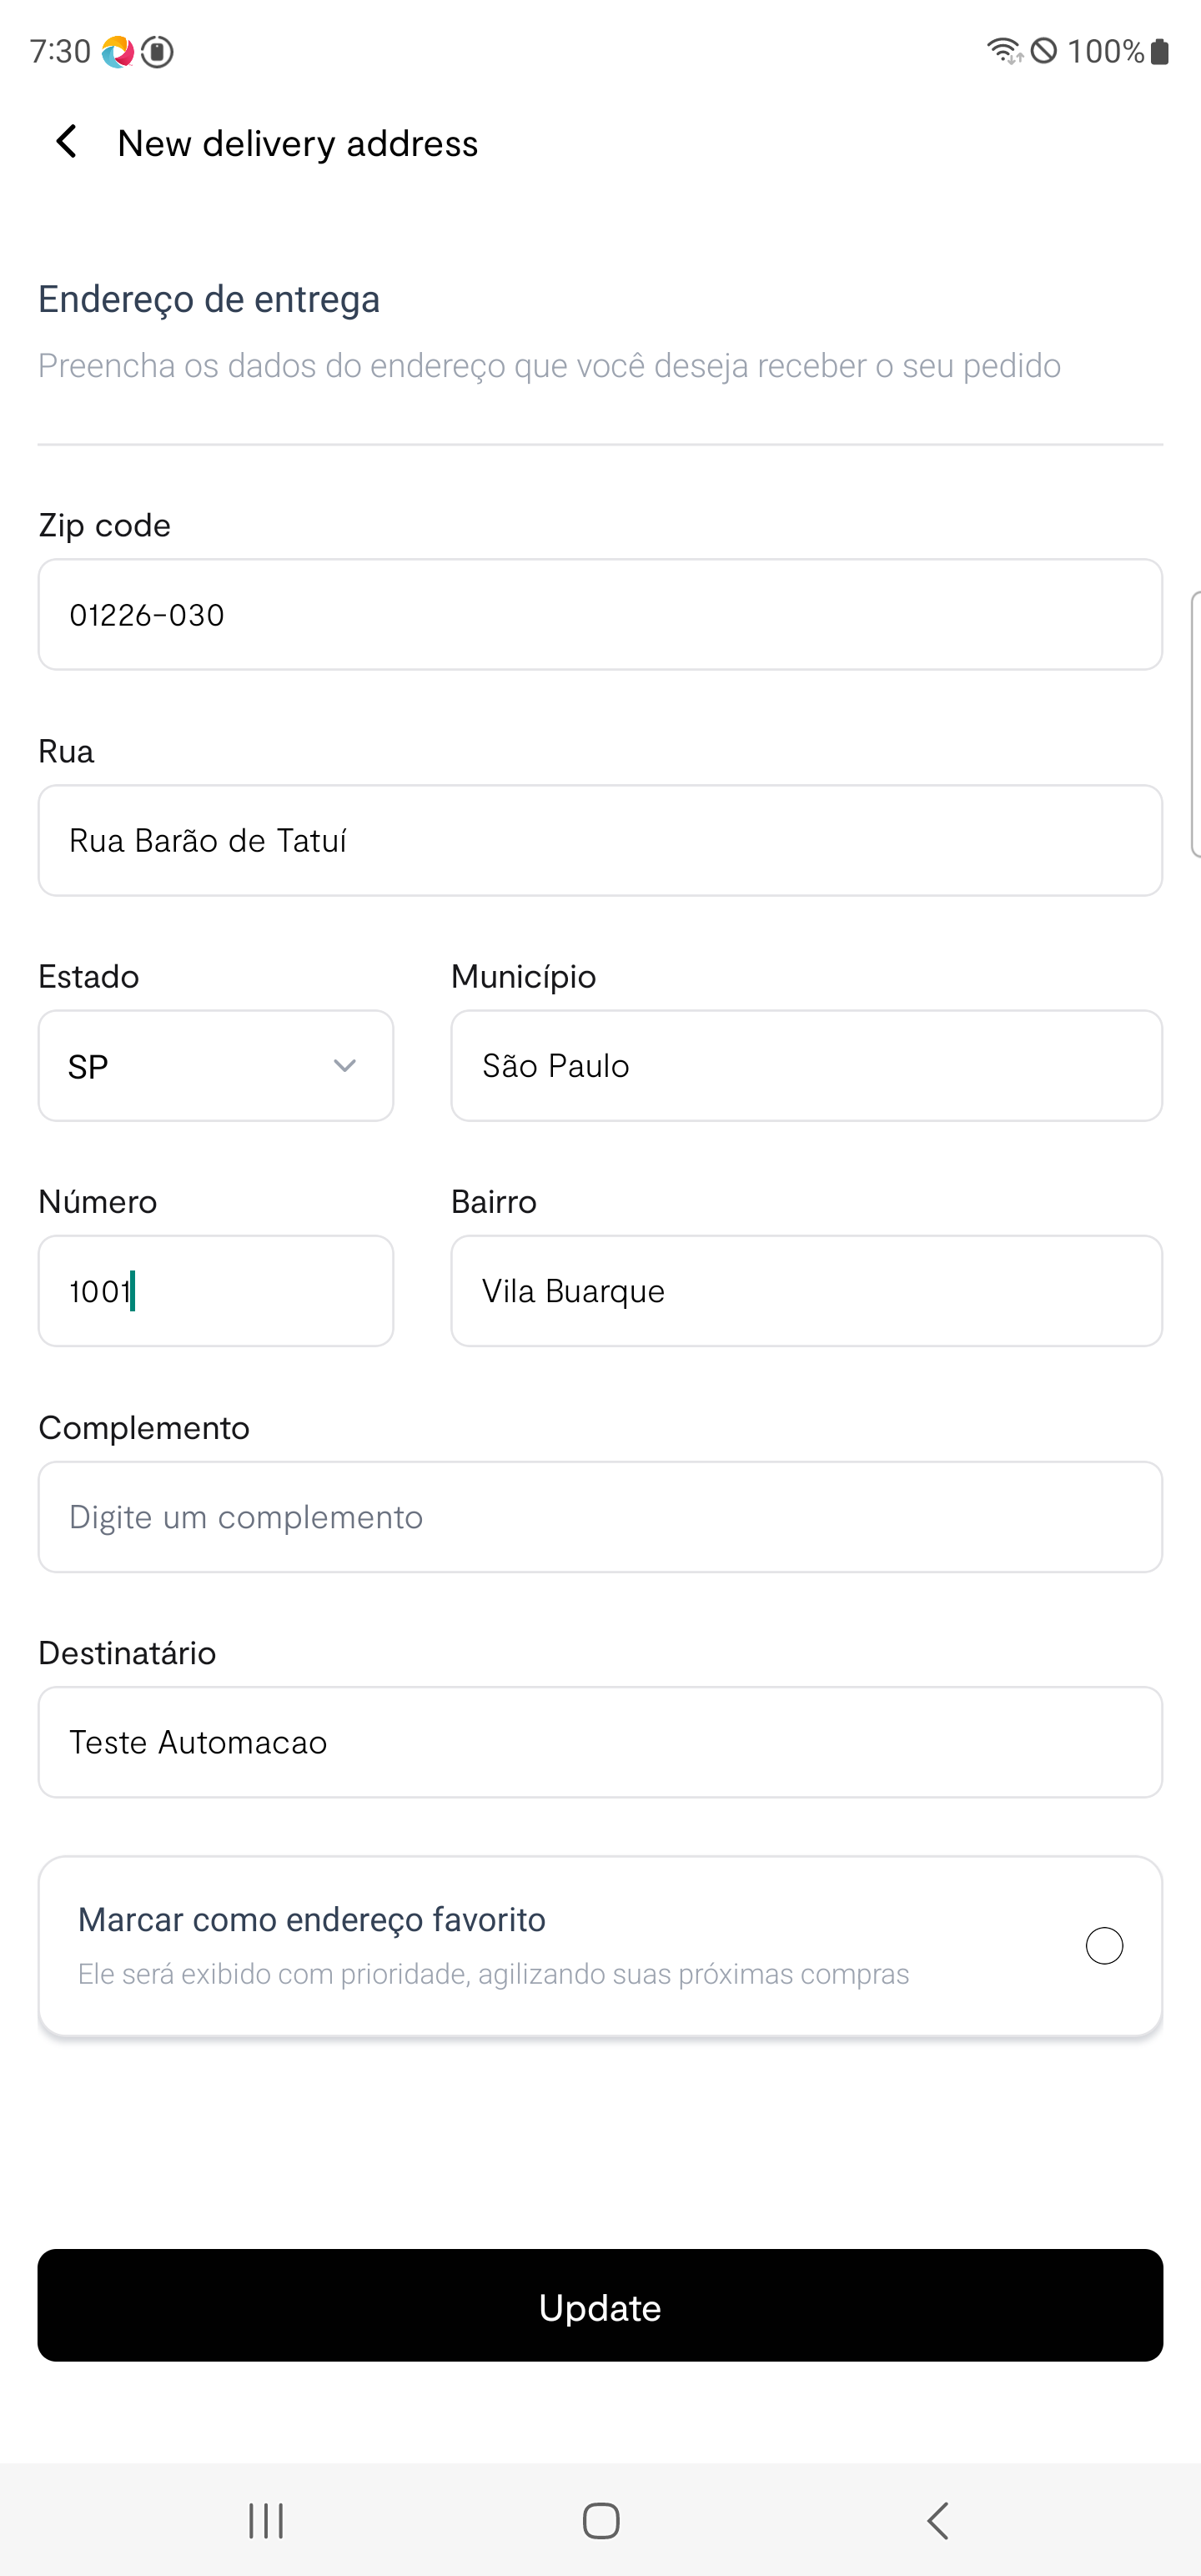 7:30
100%
New delivery address
Endereço de entrega
Preencha os dados do endereço que você deseja receber o seu pedido
Zip code
01226-030
Rua
Rua Barão de Tatuí
Estado
Município
SP
São Paulo
Número
Bairro
1001
Vila Buarque
Complemento
Digite um complemento
Destinatário
Teste Automacao
Marcar como endereço favorito
Ele será exibido com prioridade, agilizando suas próximas compras
Update